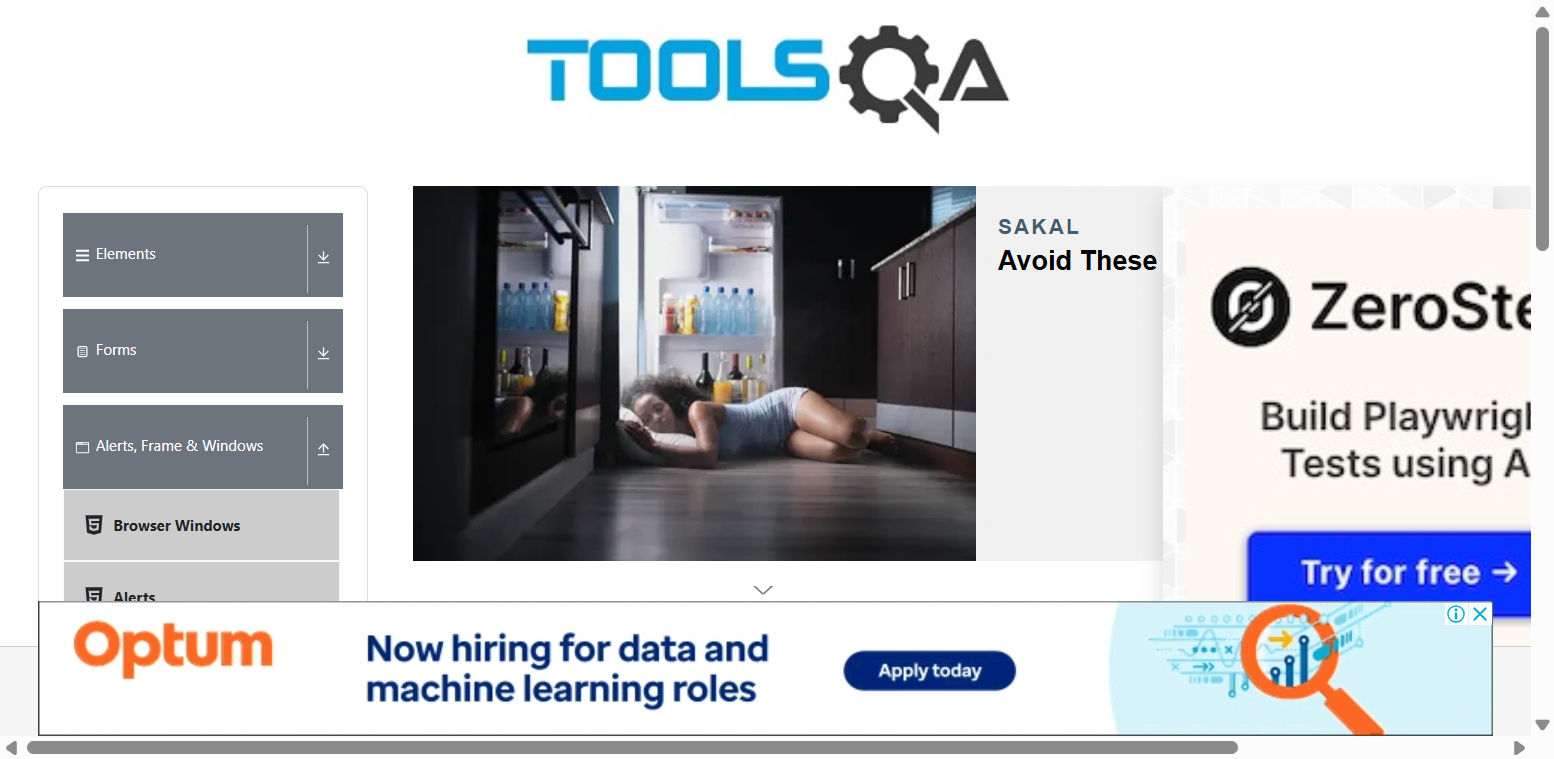 TOOLSQA
Elements
Forms
Alerts, Frame & Windows
Browser Windows
Alerts
SAKAL
Avoid These
ZeroSte
Build Playwrig
Tests using A
Try for free →
Optum
Now hiring for data and
machine learning roles
Apply today